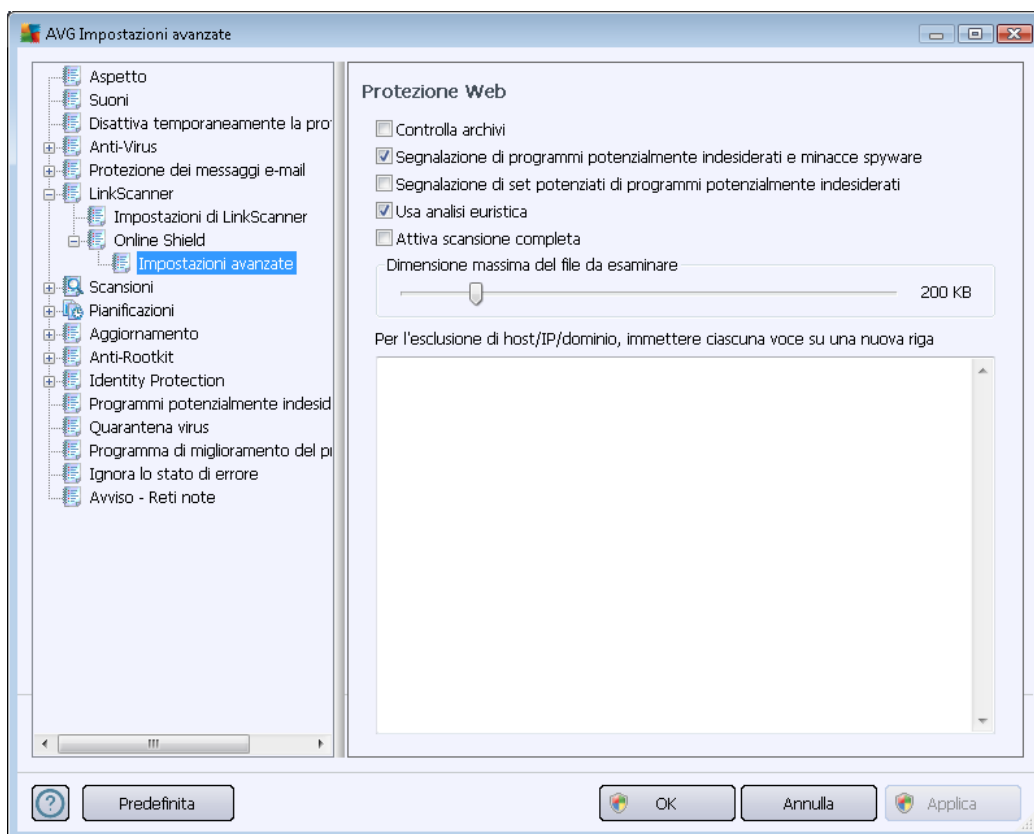 AVG Impostazioni avanzate
Aspetto
Suoni
Disattiva temporaneamente la pro
Anti-Virus
Protezione dei messaggi e-mail
LinkScanner
Impostazioni di LinkScanner
Online Shield
Impostazioni avanzate
Scansioni
Pianificazioni
Aggiornamento
Anti-Rootkit
Identity Protection
Programmi potenzialmente indesid
Quarantena virus
Programma di miglioramento del pr
Ignora lo stato di errore
Avviso - Reti note
Protezione Web
Controlla archivi
Segnalazione di programmi potenzialmente indesiderati e minacce spyware
Segnalazione di set potenziati di programmi potenzialmente indesiderati
Usa analisi euristica
Attiva scansione completa
Dimensione massima del file da esaminare
200 KB
Per l'esclusione di host/IP/dominio, immettere ciascuna voce su una nuova riga
Predefinita
OK
Annulla
Applica